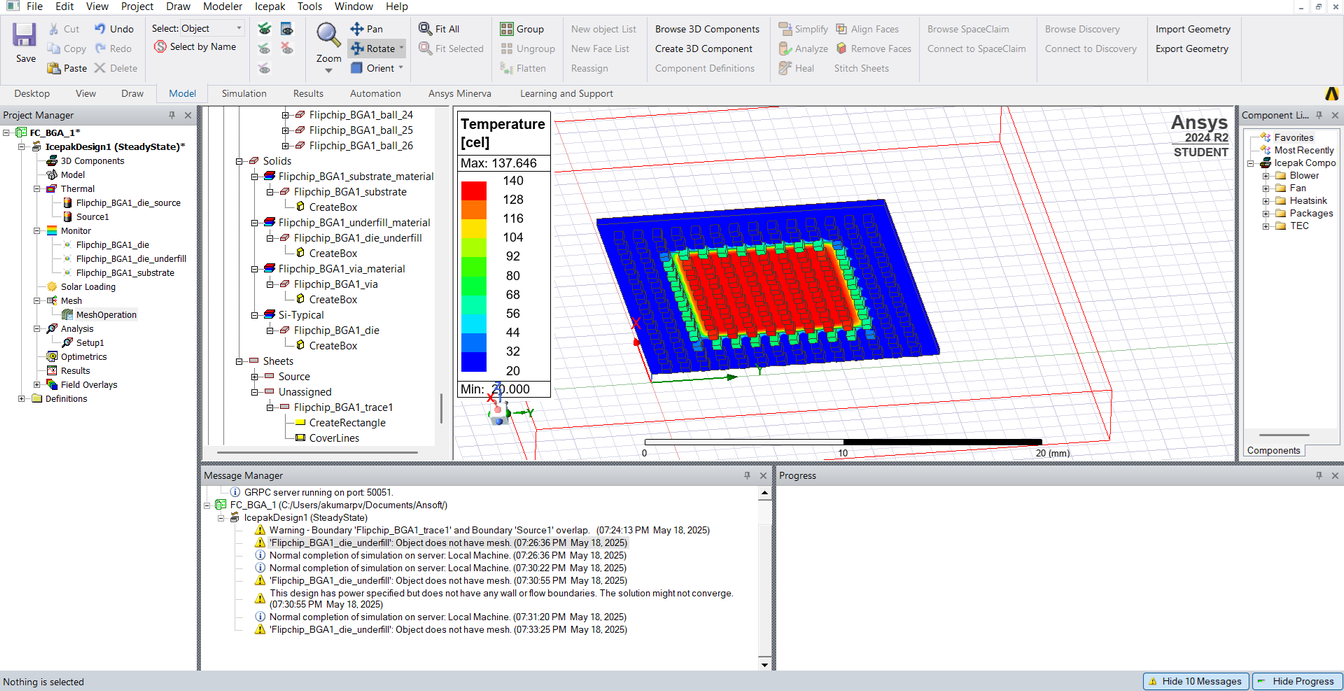 File Edit View Project Draw Modeler Icepak Tools Window Help
Save
Cut
Copy
Paste
Undo
Redo
Delete
Select: Object
Select by Name
Zoom
Pan
Rotate
Orient
Fit All
Fit Selected
Group
Ungroup
Flatten
New object List
New Face List
Reassign
Browse 3D Components
Create 3D Component
Component Definitions
Simplify
Analyze
Heal
Align Faces
Remove Faces
Stitch Sheets
Browse SpaceClaim
Connect to SpaceClaim
Browse Discovery
Connect to Discovery
Import Geometry
Export Geometry
Desktop View Draw Model Simulation Results Automation Ansys Minerva Learning and Support
Project Manager
FC_BGA_1*
IcepakDesign1 (SteadyState)*
3D Components
Model
Thermal
Flipchip_BGA1_die_source
Source1
Monitor
Flipchip_BGA1_die
Flipchip_BGA1_die_underfill
Flipchip_BGA1_substrate
Solar Loading
Mesh
MeshOperation
Analysis
Setup1
Optimetrics
Results
Field Overlays
Definitions
Flipchip_BGA1_ball_24
Flipchip_BGA1_ball_25
Flipchip_BGA1_ball_26
Solids
Flipchip_BGA1_substrate_material
Flipchip_BGA1_substrate
CreateBox
Flipchip_BGA1_underfill_material
Flipchip_BGA1_die_underfill
CreateBox
Flipchip_BGA1_via_material
Flipchip_BGA1_via
CreateBox
Si-Typical
Flipchip_BGA1_die
CreateBox
Sheets
Source
Unassigned
Flipchip_BGA1_trace1
CreateRectangle
CoverLines
Temperature
[cel]
Max: 137.646
140
128
116
104
92
80
68
56
44
32
20
Min: 20.000
Z
X
Y
X
Y
0 10 20 (mm)
Ansys
2024 R2
STUDENT
Component Li...
Favorites
Most Recently
Icepak Compo
Blower
Fan
Heatsink
Packages
TEC
Components
Message Manager
GRPC server running on port: 50051.
FC_BGA_1 (C:/Users/akumarpv/Documents/Ansoft/)
IcepakDesign1 (SteadyState)
Warning - Boundary 'Flipchip_BGA1_trace1' and Boundary 'Source1' overlap. (07:24:13 PM May 18, 2025)
'Flipchip_BGA1_die_underfill': Object does not have mesh. (07:26:36 PM May 18, 2025)
Normal completion of simulation on server: Local Machine. (07:26:36 PM May 18, 2025)
Normal completion of simulation on server: Local Machine. (07:30:22 PM May 18, 2025)
'Flipchip_BGA1_die_underfill': Object does not have mesh. (07:30:55 PM May 18, 2025)
This design has power specified but does not have any wall or flow boundaries. The solution might not converge.
(07:30:55 PM May 18, 2025)
Normal completion of simulation on server: Local Machine. (07:31:20 PM May 18, 2025)
'Flipchip_BGA1_die_underfill': Object does not have mesh. (07:33:25 PM May 18, 2025)
Progress
Nothing is selected
Hide 10 Messages
Hide Progress